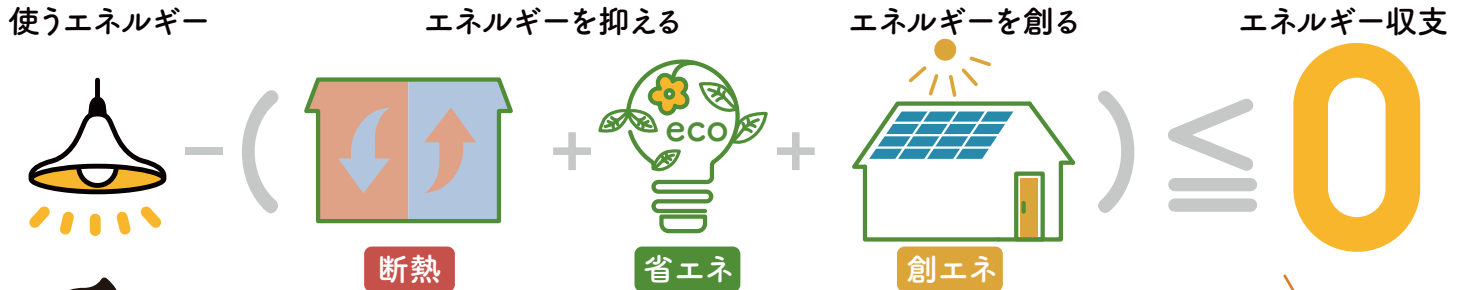 使うエネルギー
エネルギーを抑える
エネルギーを創る
エネルギー収支
− ( + + ) ≦ 0
eco
断熱
省エネ
創エネ